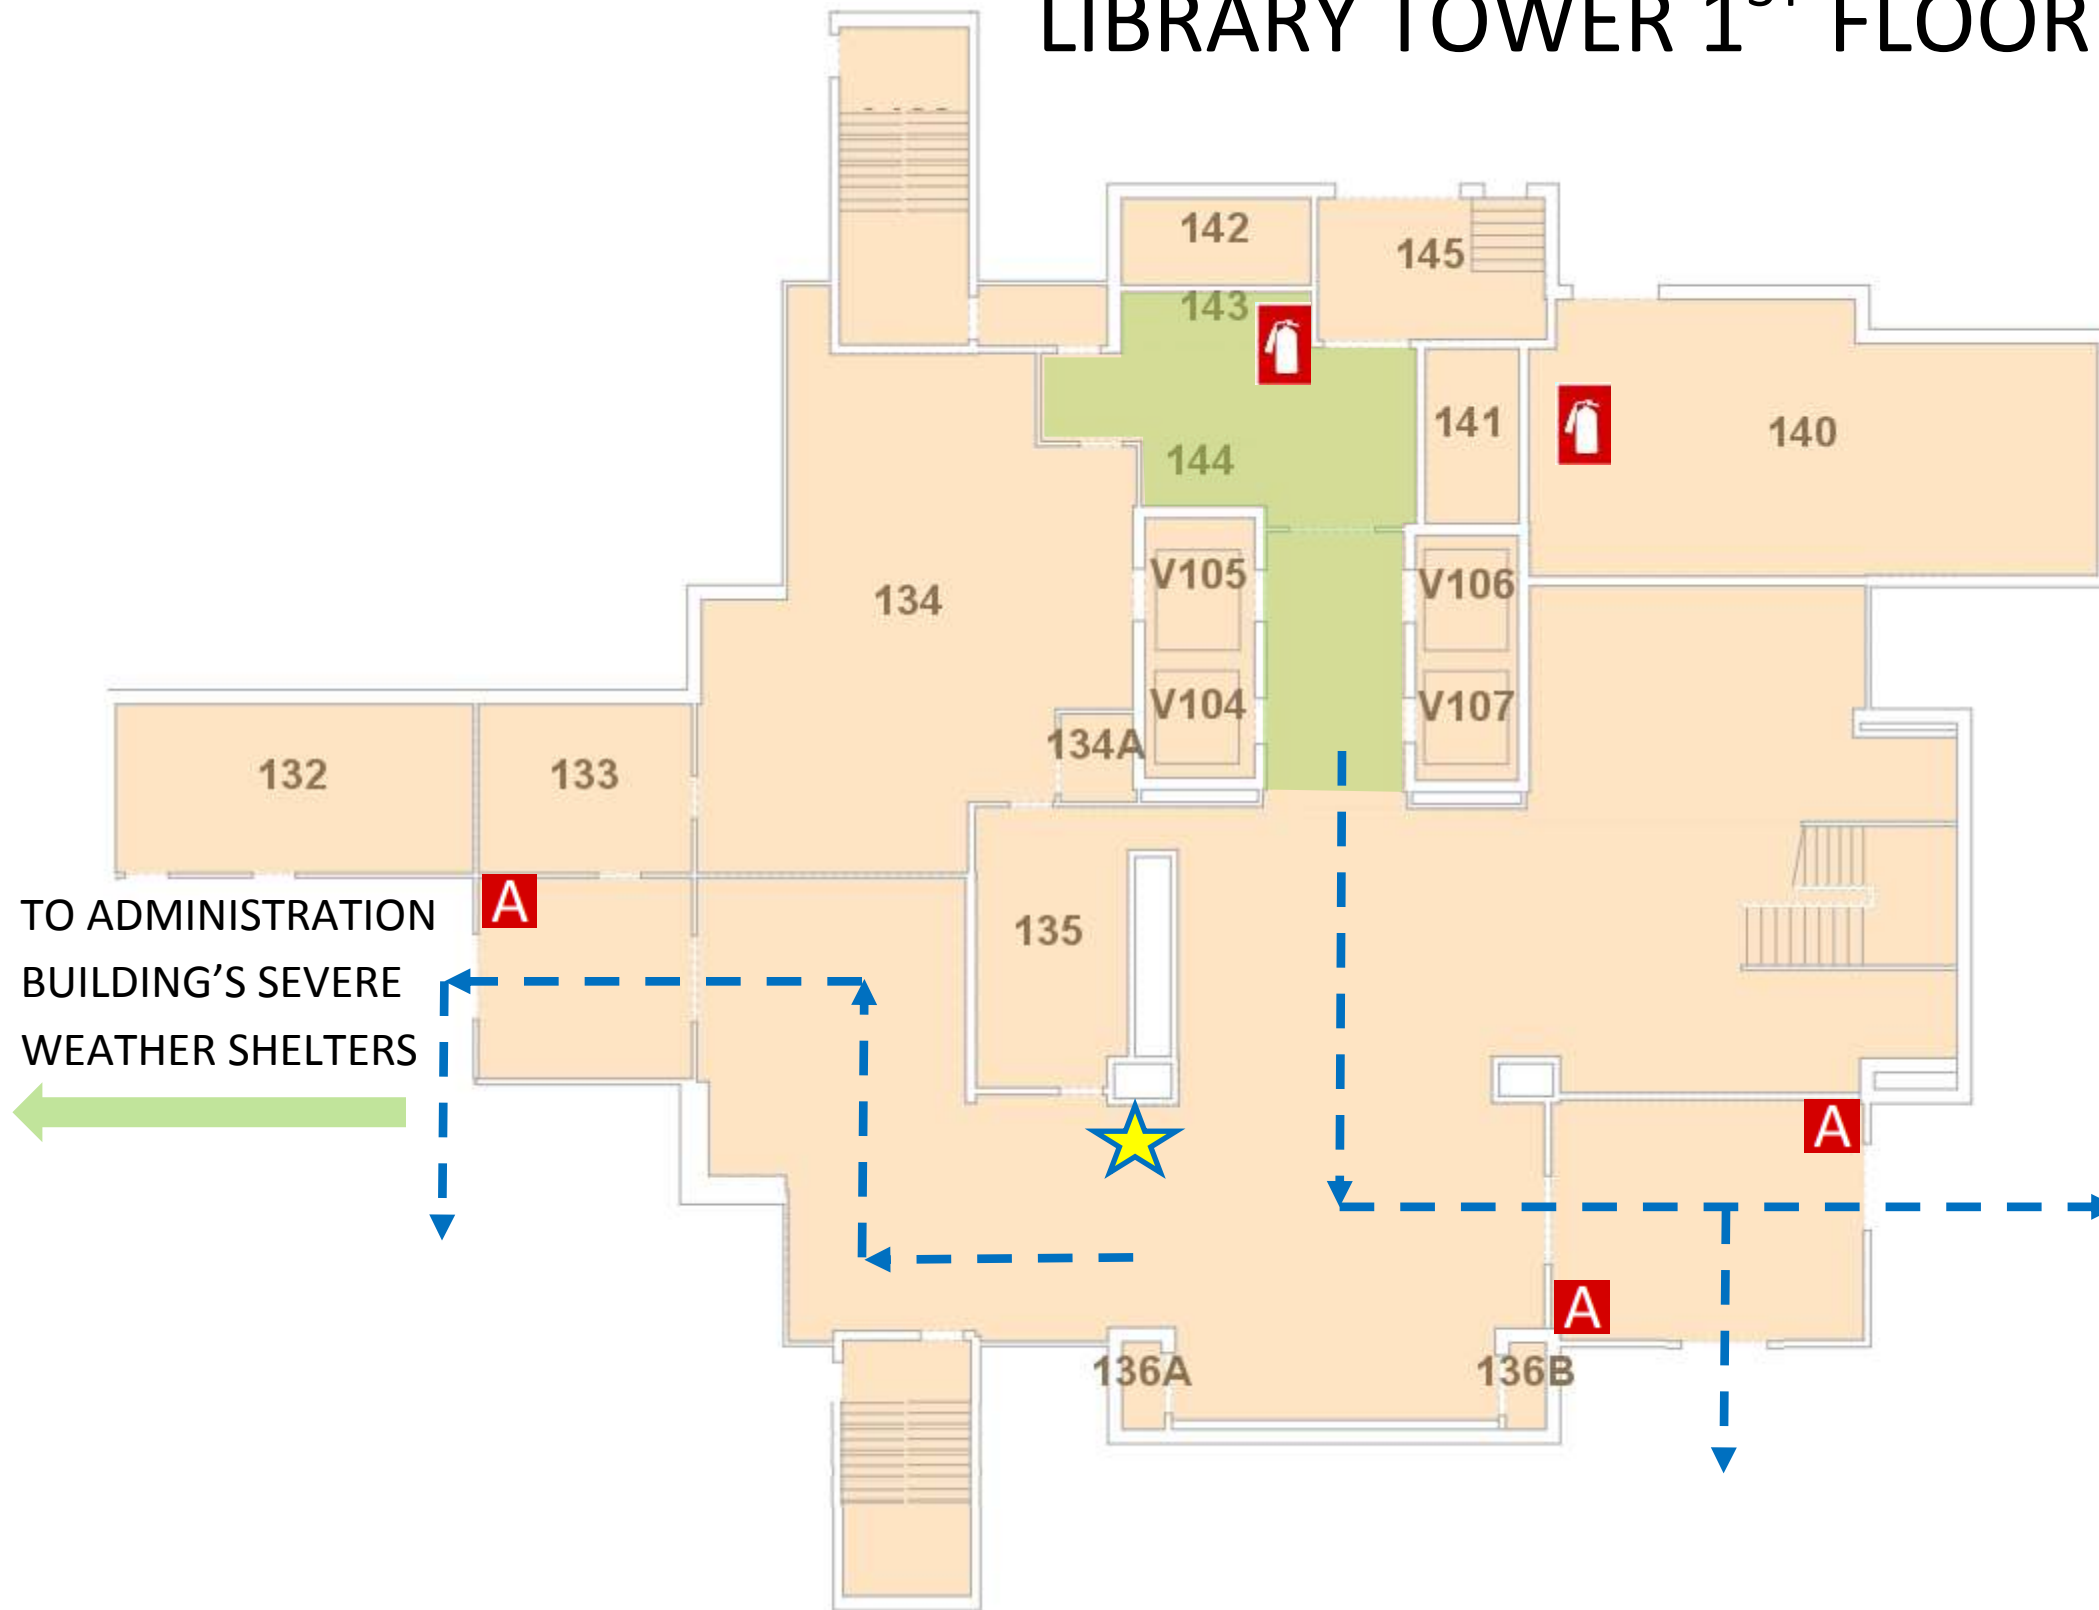 LIBRARY TOWER 1ST FLOOR
142
145
143
141
140
144
V105
V106
134
V104
V107
134A
132
133
A
TO ADMINISTRATION
BUILDING'S SEVERE
WEATHER SHELTERS
135
A
A
136A
136B